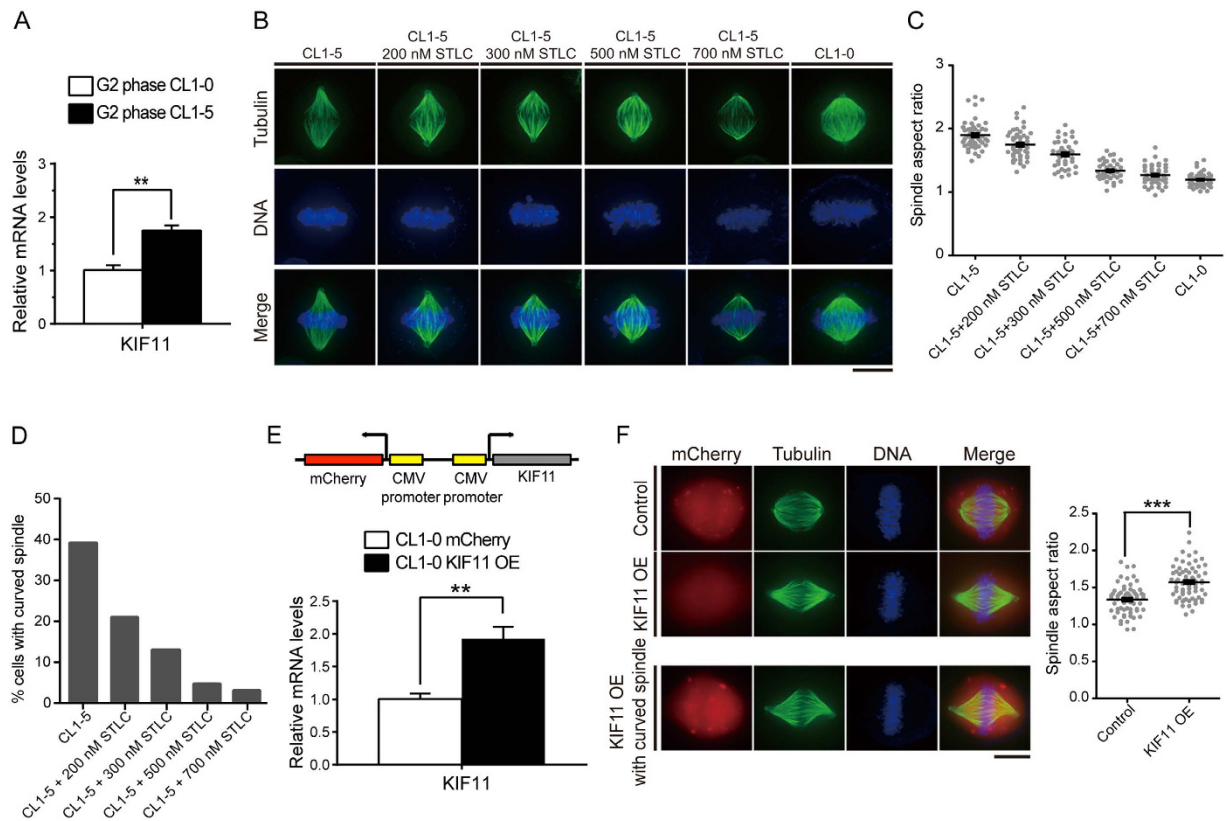 A
G2 phase CL1-0
G2 phase CL1-5
Relative mRNA levels
3
2
1
0
**
KIF11
B
CL1-5
CL1-5
200 nM STLC
CL1-5
300 nM STLC
CL1-5
500 nM STLC
CL1-5
700 nM STLC
CL1-0
Tubulin
DNA
Merge
C
Spindle aspect ratio
3
2
1
0
CL1-5
CL1-5+200 nM STLC
CL1-5+300 nM STLC
CL1-5+500 nM STLC
CL1-5+700 nM STLC
CL1-0
D
% cells with curved spindle
50
40
30
20
10
0
CL1-5
CL1-5 + 200 nM STLC
CL1-5 + 300 nM STLC
CL1-5 + 500 nM STLC
CL1-5 + 700 nM STLC
E
mCherry
CMV
promoter
CMV
promoter
KIF11
CL1-0 mCherry
CL1-0 KIF11 OE
Relative mRNA levels
2.5
2.0
1.5
1.0
0.5
0.0
**
KIF11
F
mCherry
Tubulin
DNA
Merge
Control
KIF11 OE
KIF11 OE
with curved spindle
Spindle aspect ratio
2.5
2.0
1.5
1.0
0.5
0.0
***
Control
KIF11 OE